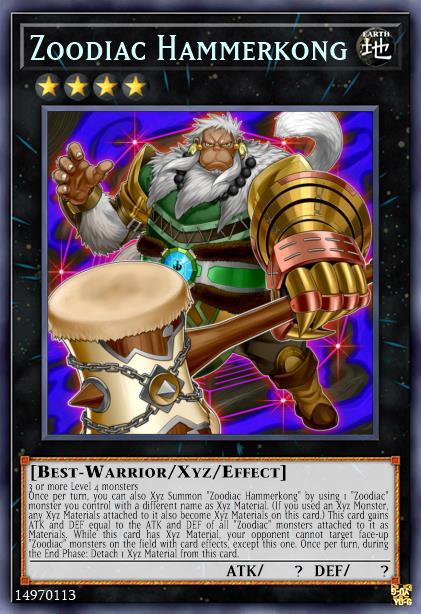 Zoodiac Hammerkong
EARTH
地
[Best-Warrior/Xyz/Effect]
3 or more Level 4 monsters
Once per turn, you can also Xyz Summon "Zoodiac Hammerkong" by using 1 "Zoodiac"
monster you control with a different name as Xyz Material. (If you used an Xyz Monster,
any Xyz Materials attached to it also become Xyz Materials on this card.) This card gains
ATK and DEF equal to the ATK and DEF of all "Zoodiac" monsters attached to it as
Materials. While this card has Xyz Material, your opponent cannot target face-up
"Zoodiac" monsters on the field with card effects, except this one. Once per turn, during
the End Phase: Detach 1 Xyz Material from this card.
ATK/ ? DEF/ ?
14970113